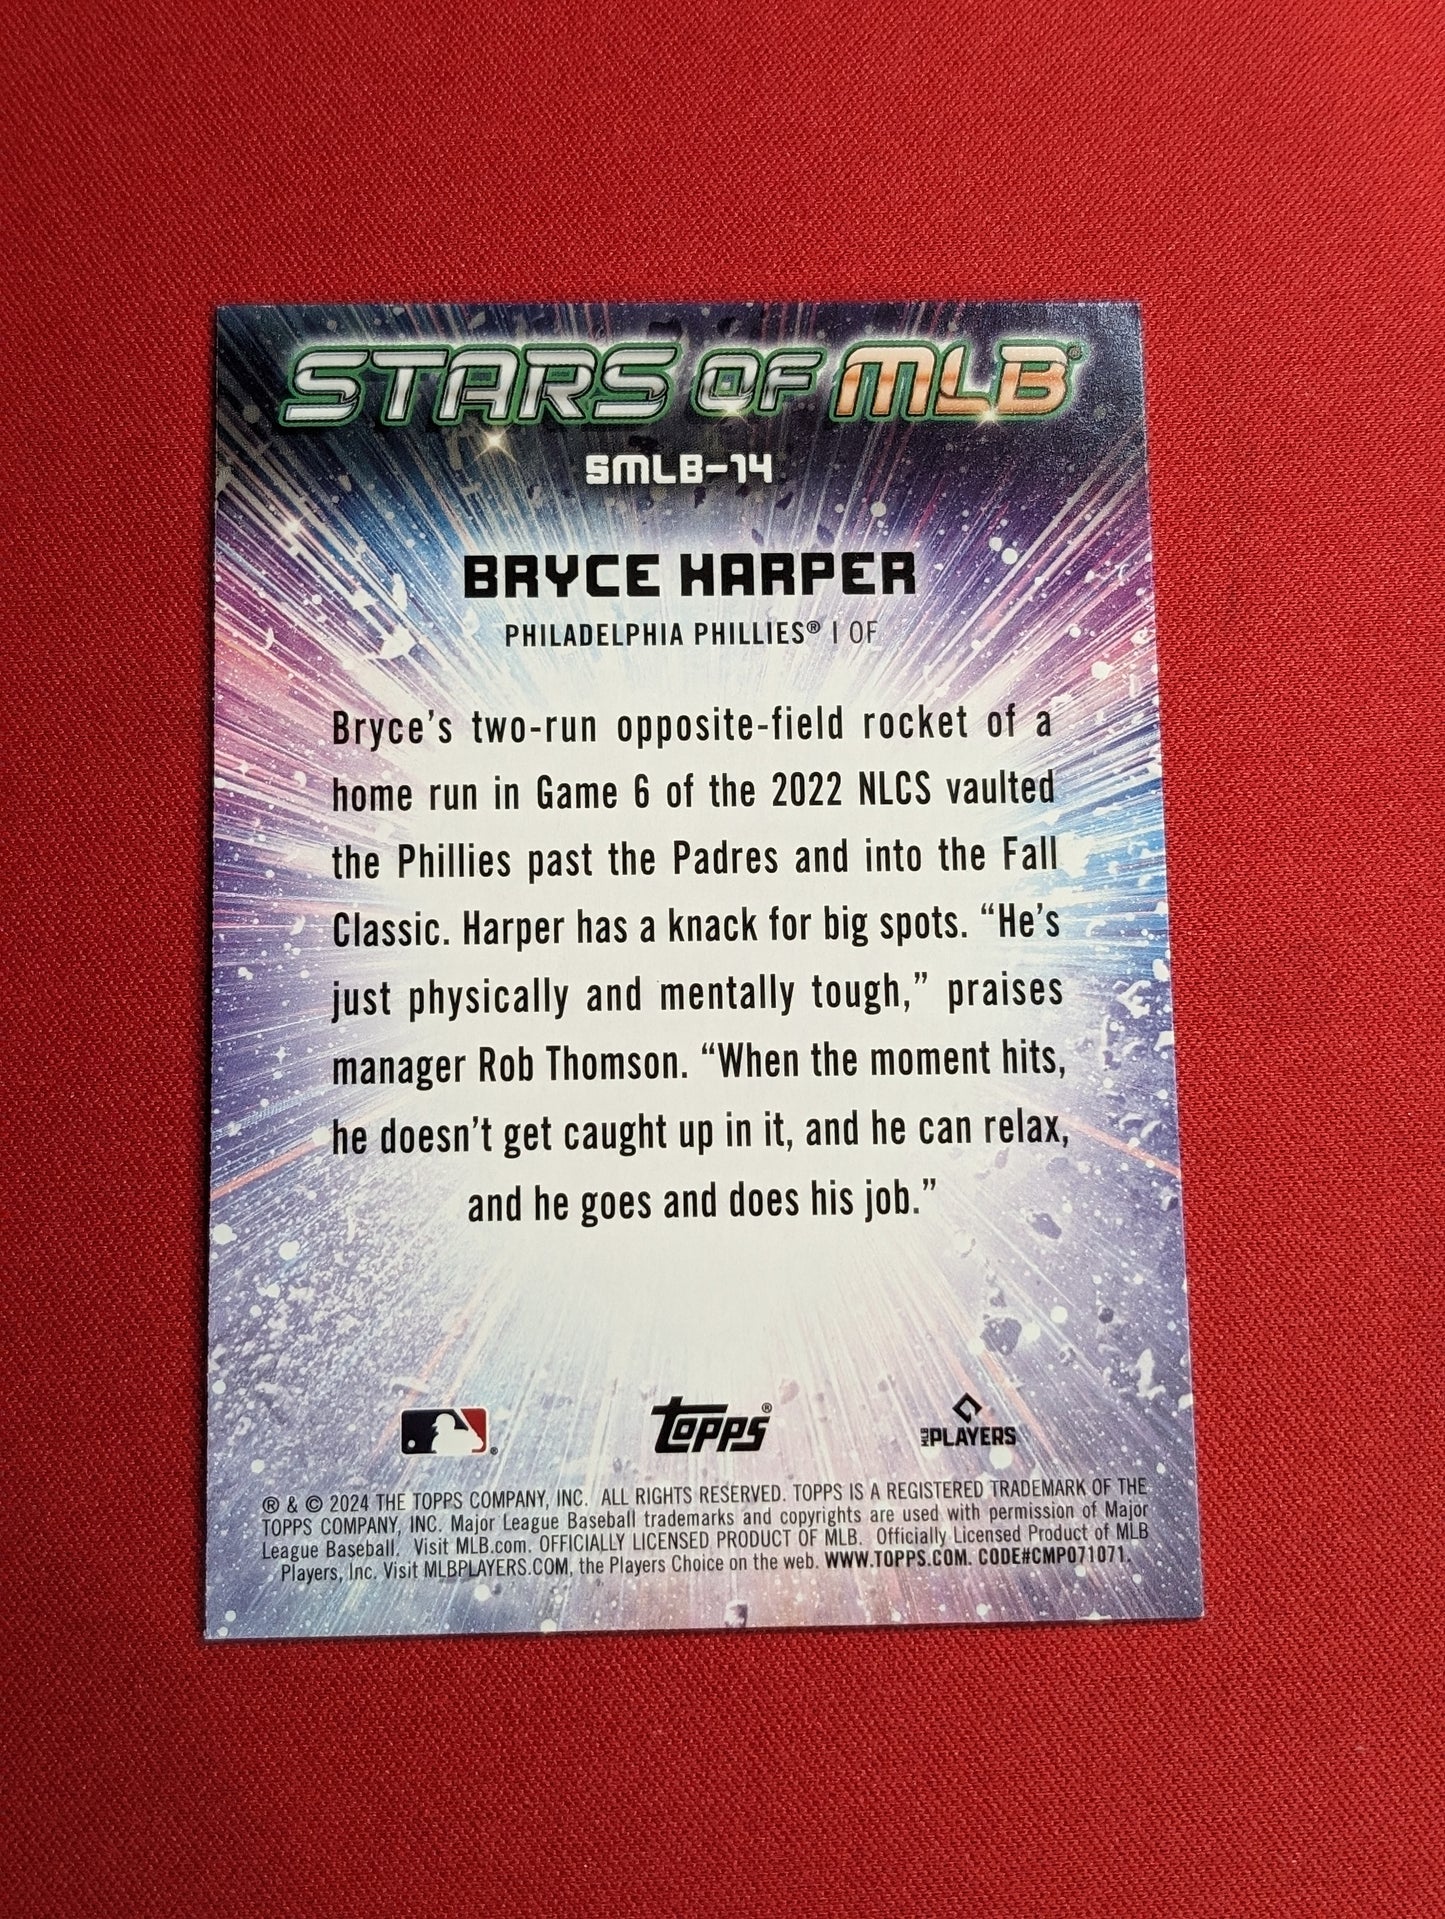 STARS OF MLB®
SMLB-14
BRYCE HARPER
PHILADELPHIA PHILLIES® | OF
Bryce's two-run opposite-field rocket of a
home run in Game 6 of the 2022 NLCS vaulted
the Phillies past the Padres and into the Fall
Classic. Harper has a knack for big spots. “He's
just physically and mentally tough,” praises
manager Rob Thomson. “When the moment hits,
he doesn't get caught up in it, and he can relax,
and he goes and does his job.”
® Topps® MLB PLAYERS
® & © 2024 THE TOPPS COMPANY, INC. ALL RIGHTS RESERVED. TOPPS IS A REGISTERED TRADEMARK OF THE
TOPPS COMPANY, INC. Major League Baseball trademarks and copyrights are used with permission of Major
League Baseball. Visit MLB.com. OFFICIALLY LICENSED PRODUCT OF MLB. Officially Licensed Product of MLB
Players, Inc. Visit MLBPLAYERS.COM, the Players Choice on the web. WWW.TOPPS.COM. CODE#CMP071071.